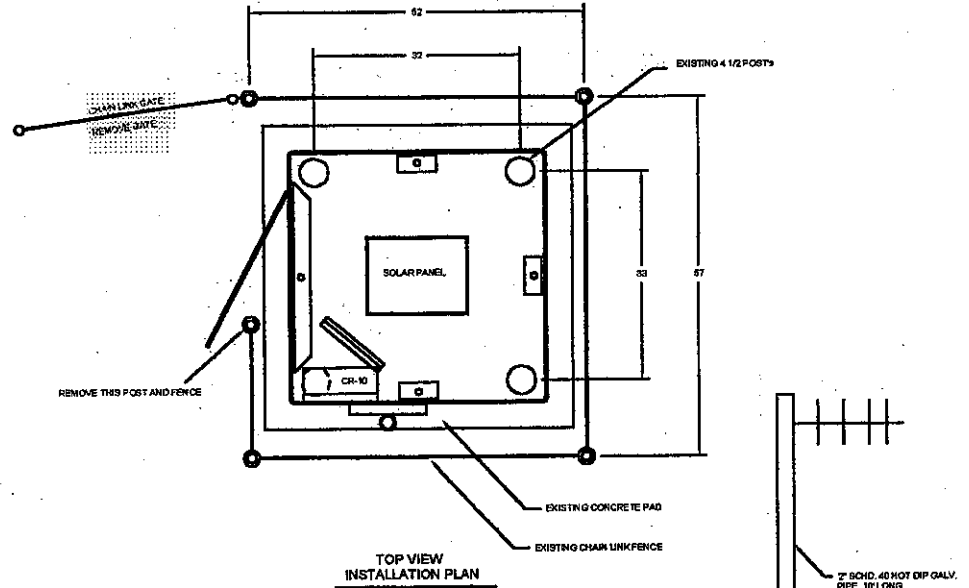 62
32
EXISTING 4 1/2 POST'S
CHAIN LINK GATE
REMOVE GATE
SOLAR PANEL
33
67
CR-10
REMOVE THIS POST AND FENCE
EXISTING CONCRETE PAD
EXISTING CHAIN LINK FENCE
TOP VIEW
INSTALLATION PLAN
2" SCHD. 40 HOT DIP GALV.
PIPE, 10' LONG